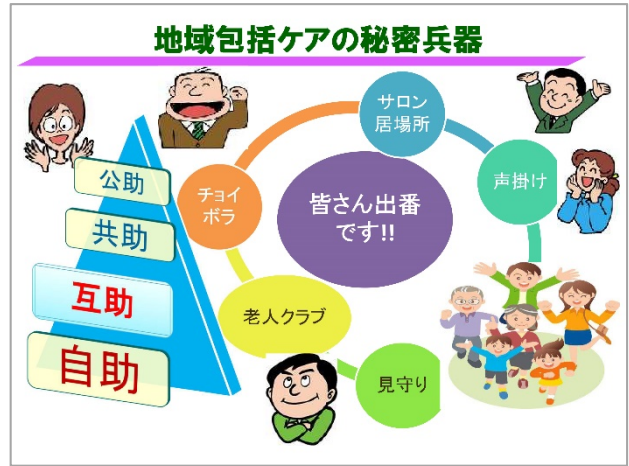 地域包括ケアの秘密兵器
公助
共助
互助
自助
チョイ
ボラ
サロン
居場所
声掛け
皆さん出番
です!!
老人クラブ
見守り